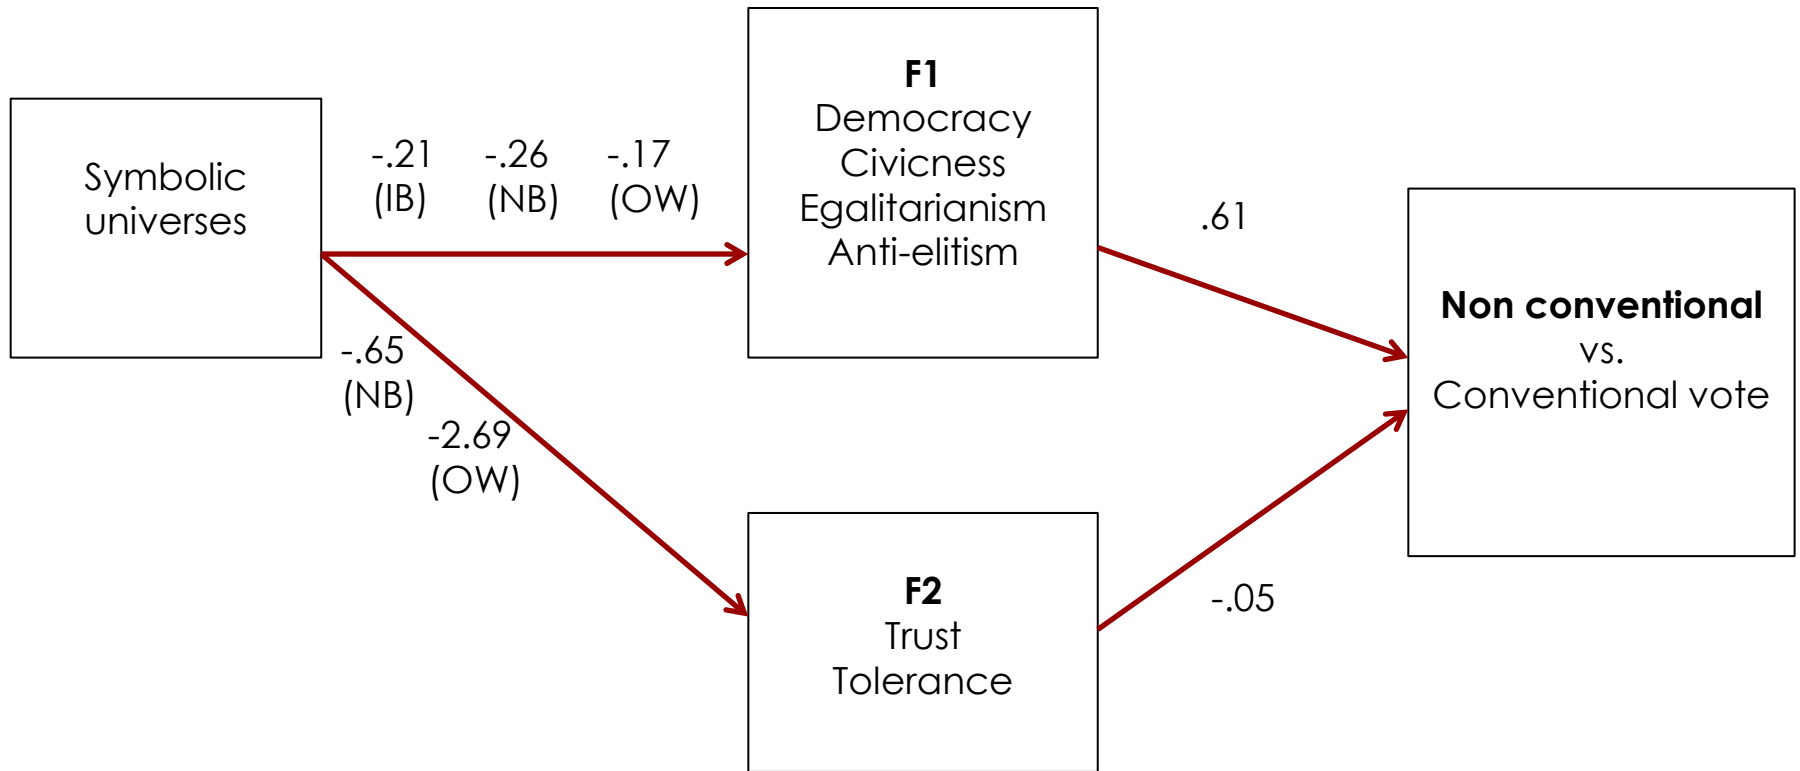 Symbolic
universes
-.21 -.26 -.17
(IB) (NB) (OW)
F1
Democracy
Civicness
Egalitarianism
Anti-elitism
.61
Non conventional
vs.
Conventional vote
-.65
(NB)
-2.69
(OW)
F2
Trust
Tolerance
-.05